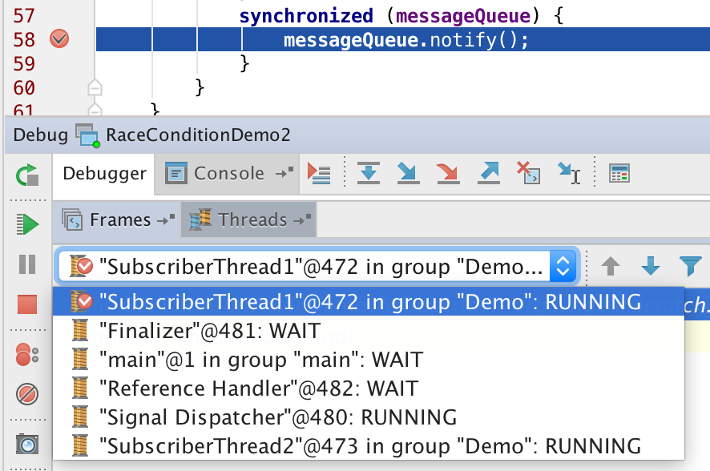 57 synchronized (messageQueue) {
58 messageQueue.notify();
59 }
60 }
61 }
Debug RaceConditionDemo2
Debugger Console
Frames Threads
"SubscriberThread1"@472 in group "Demo...
"SubscriberThread1"@472 in group "Demo": RUNNING
"Finalizer"@481: WAIT
"main"@1 in group "main": WAIT
"Reference Handler"@482: WAIT
"Signal Dispatcher"@480: RUNNING
"SubscriberThread2"@473 in group "Demo": RUNNING